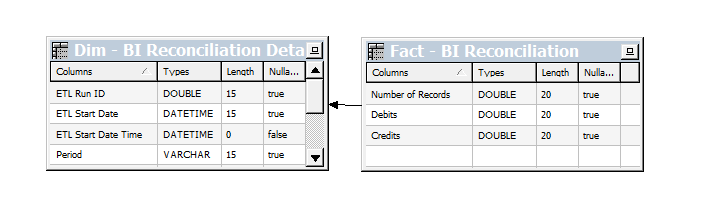 Dim - BI Reconciliation Deta
Columns Types Length Nulla...
ETL Run ID DOUBLE 15 true
ETL Start Date DATETIME 15 true
ETL Start Date Time DATETIME 0 false
Period VARCHAR 15 true
Fact - BI Reconciliation
Columns Types Length Nulla...
Number of Records DOUBLE 20 true
Debits DOUBLE 20 true
Credits DOUBLE 20 true